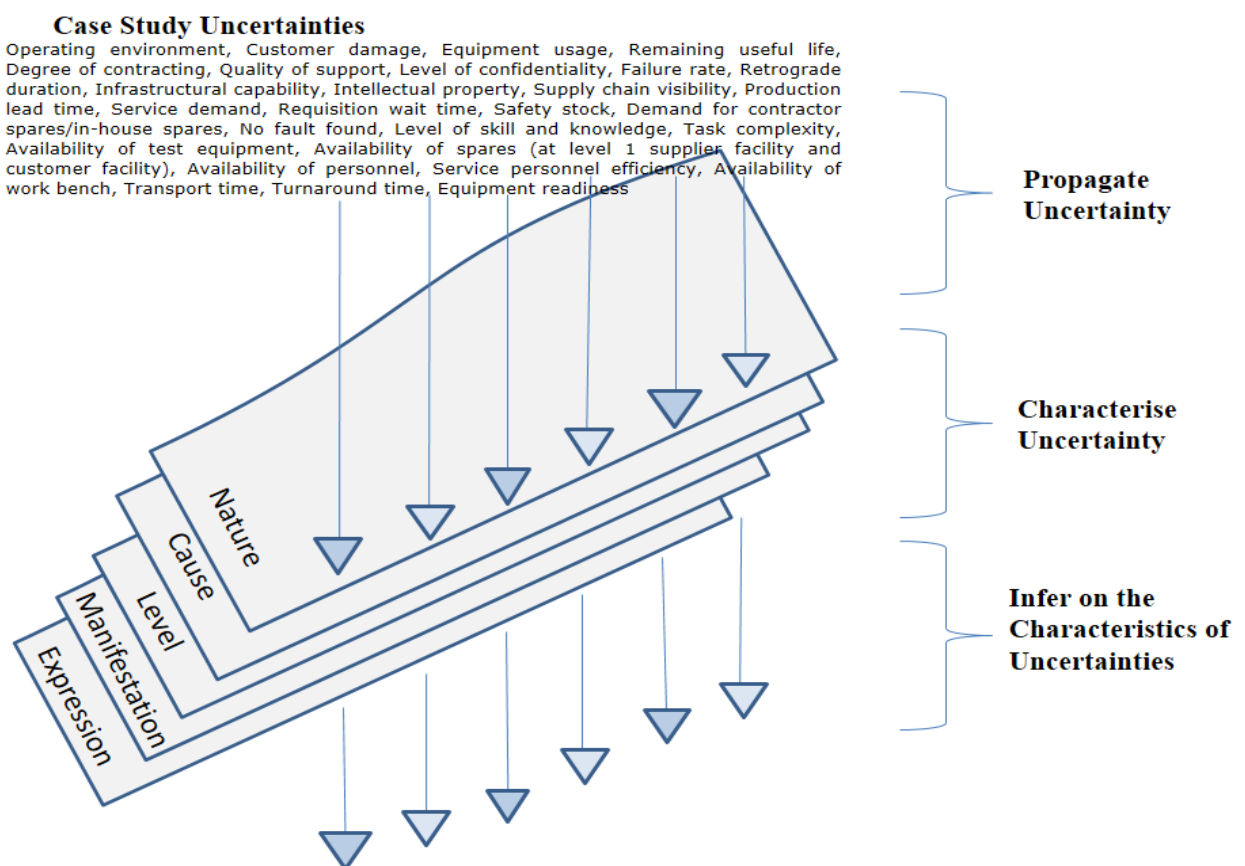 Case Study Uncertainties
Operating environment, Customer damage, Equipment usage, Remaining useful life,
Degree of contracting, Quality of support, Level of confidentiality, Failure rate, Retrograde
duration, Infrastructural capability, Intellectual property, Supply chain visibility, Production
lead time, Service demand, Requisition wait time, Safety stock, Demand for contractor
spares/in-house spares, No fault found, Level of skill and knowledge, Task complexity,
Availability of test equipment, Availability of spares (at level 1 supplier facility and
customer facility), Availability of personnel, Service personnel efficiency, Availability of
work bench, Transport time, Turnaround time, Equipment readiness
Propagate
Uncertainty
Characterise
Uncertainty
Nature
Cause
Level
Manifestation
Expression
Infer on the
Characteristics of
Uncertainties